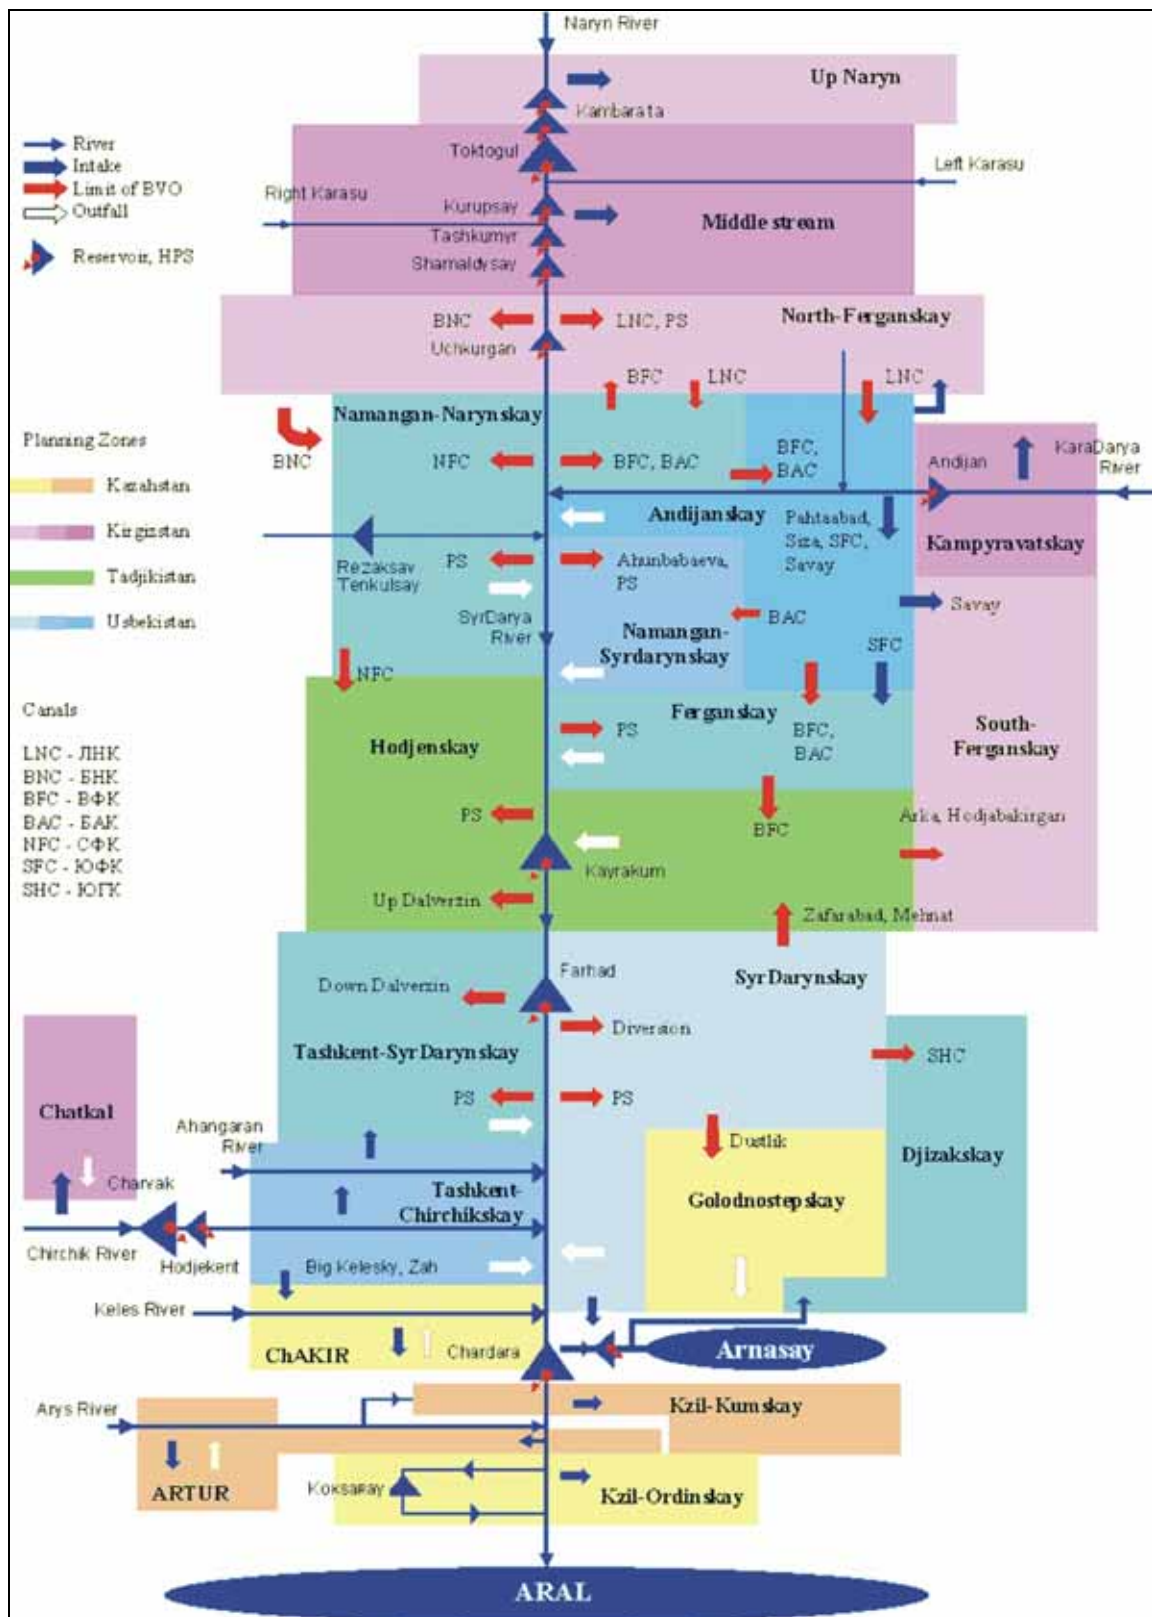 Naryn River
Up Naryn
Kambarata
River
Intake
Limit of BVO
Outfall
Reservoir, HPS
Toktogul
Left Karasu
Right Karasu
Kurupsay
Tashkumyr
Shamaldysay
Middle stream
BNC
LNC, PS
North-Ferganskay
Uchkurgan
BFC
LNC
LNC
Namangan-Narynskay
BNC
NFC
BFC, BAC
BFC,
BAC
Andijan
KaraDarya
River
Planning Zones
Kazahstan
Kirgizstan
Tadjikistan
Usbekistan
Andijanskay
Pahtaabad,
Siza, SFC,
Savay
Kampyravatskay
Rezaksay
Tenkulsay
PS
Ahunbabaeva,
PS
Savay
SyrDarya
River
BAC
Namangan-
Syrdarynskay
SFC
NFC
Ferganskay
Canals
LNC - ЛНК
BNC - БНК
BFC - ВФК
BAC - БАК
NFC - СФК
SFC - ЮФК
SHC - ЮГК
Hodjenskay
PS
BFC,
BAC
South-
Ferganskay
PS
BFC
Arka, Hodjabakirgan
Kayrakum
Up Dalverzin
Zafarabad, Mehnat
Farhad
SyrDarynskay
Down Dalverzin
Diversion
Tashkent-SyrDarynskay
SHC
PS
PS
Chatkal
Ahangaran
River
Dustlik
Djizakskay
Charvak
Tashkent-
Chirchikskay
Golodnostepskay
Chirchik River
Hodjekent
Big Kelesky, Zah
Keles River
ChAKIR
Chardara
Arnasay
Arys River
Kzil-Kumskay
ARTUR
Koksaray
Kzil-Ordinskay
ARAL